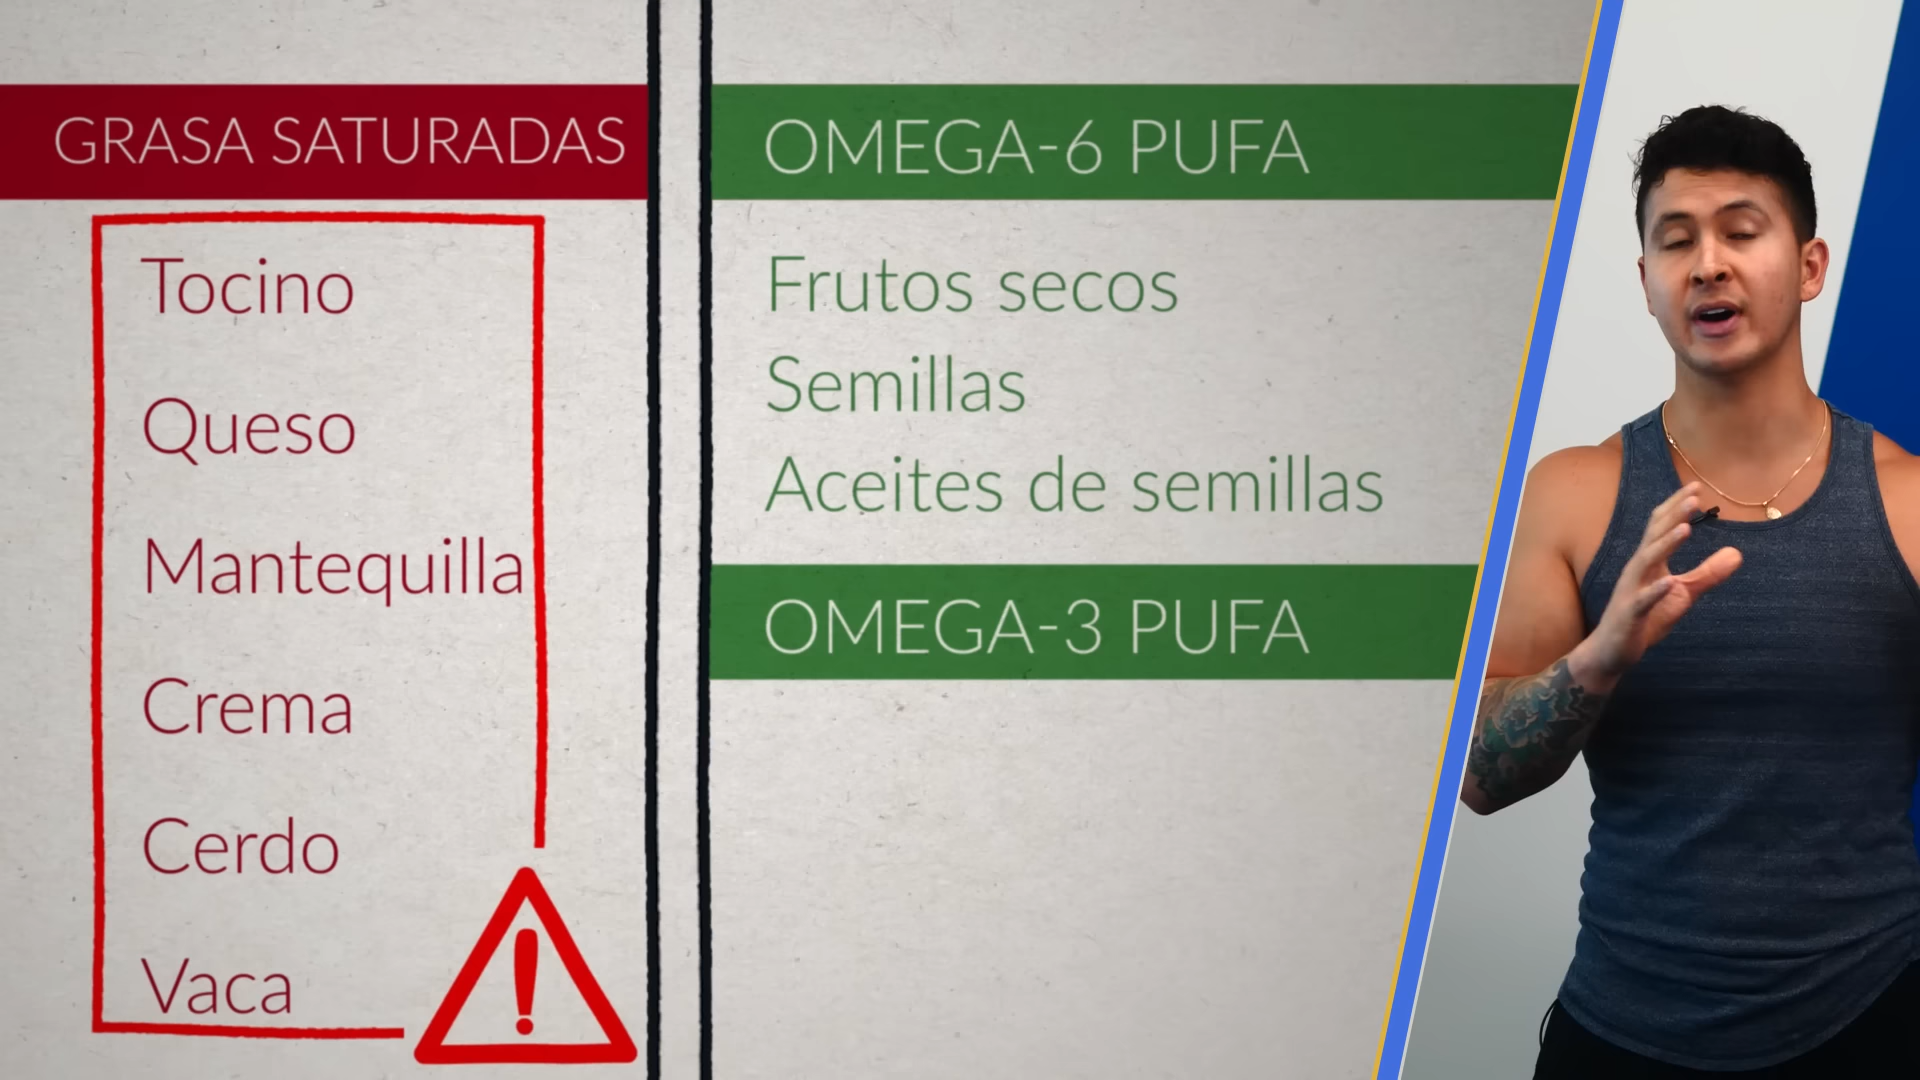 GRASA SATURADAS
Tocino
Queso
Mantequilla
Crema
Cerdo
Vaca
OMEGA-6 PUFA
Frutos secos
Semillas
Aceites de semillas
OMEGA-3 PUFA